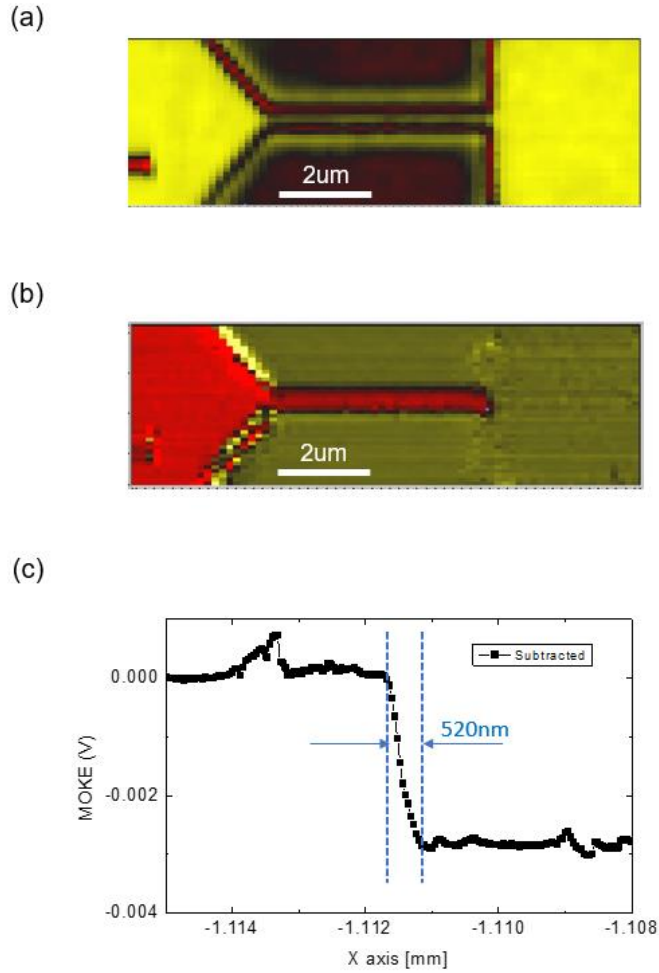 (a)
2um
(b)
2um
(c)
0.000
-0.002
-0.004
MOKE (V)
Subtracted
520nm
-1.114
-1.112
-1.110
-1.108
X axis [mm]